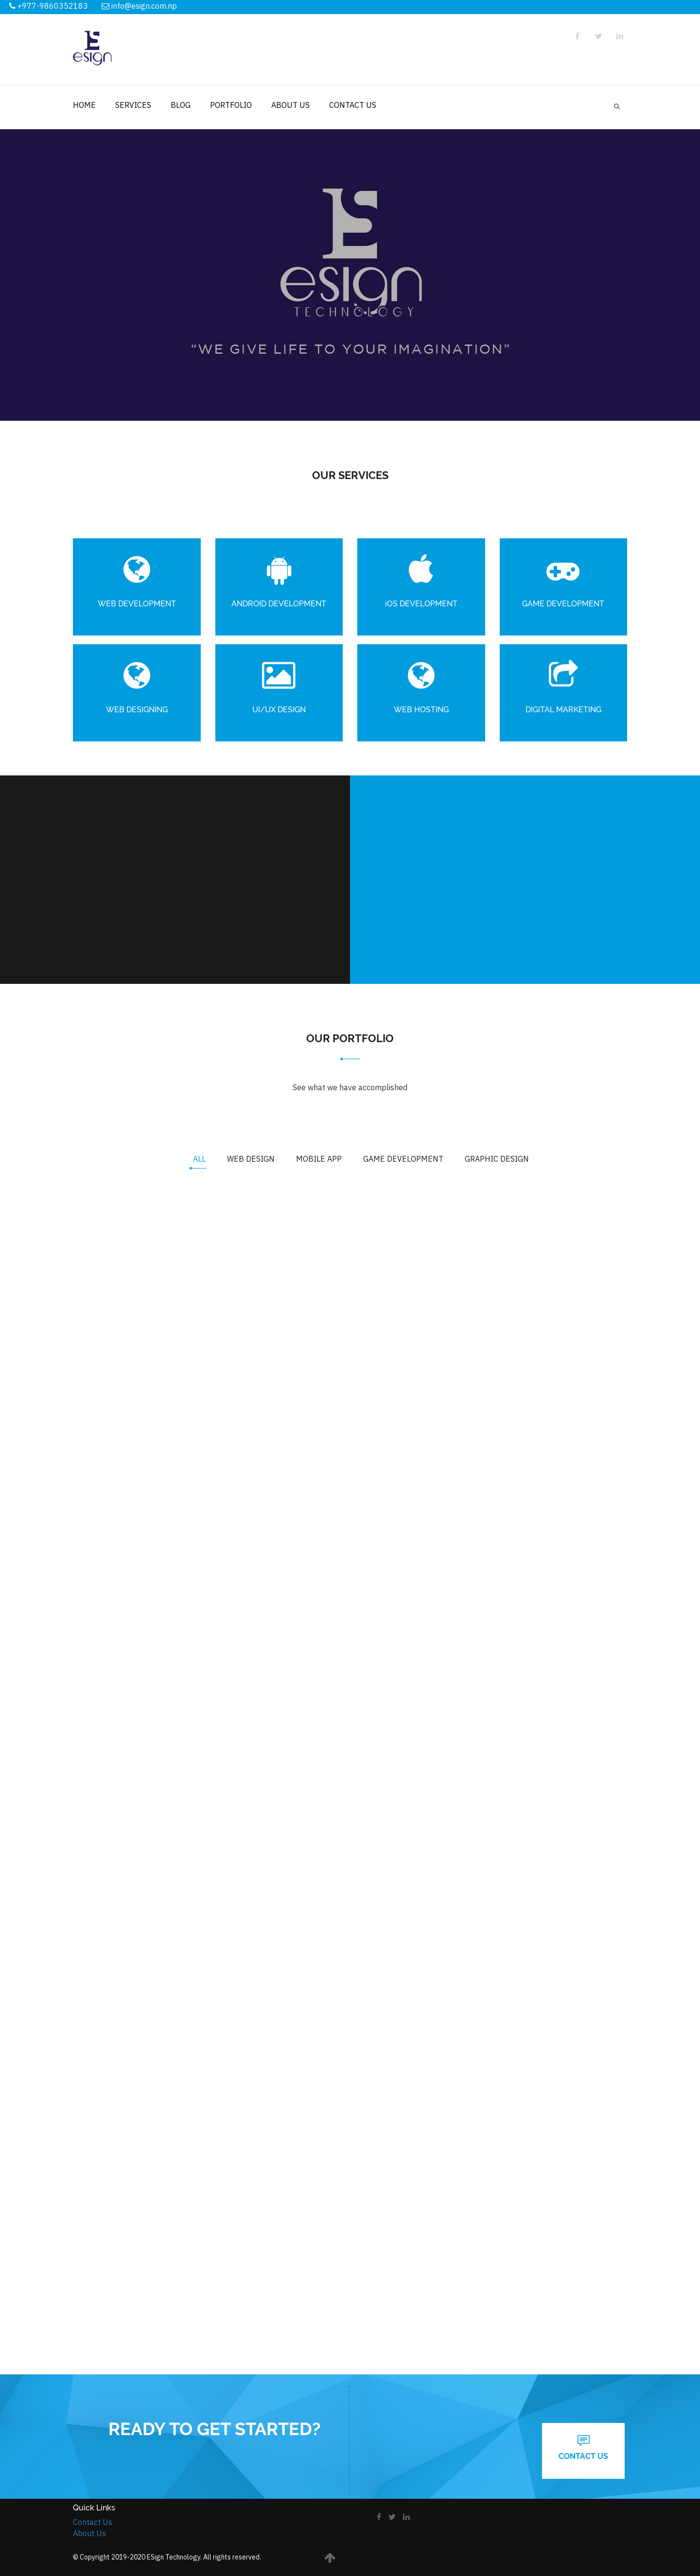 +977-9860352183 info@esign.com.np
esign
HOME SERVICES BLOG PORTFOLIO ABOUT US CONTACT US
esign
TECHNOLOGY
“WE GIVE LIFE TO YOUR IMAGINATION”
OUR SERVICES
WEB DEVELOPMENT ANDROID DEVELOPMENT iOS DEVELOPMENT GAME DEVELOPMENT
WEB DESIGNING UI/UX DESIGN WEB HOSTING DIGITAL MARKETING
OUR PORTFOLIO
See what we have accomplished
ALL WEB DESIGN MOBILE APP GAME DEVELOPMENT GRAPHIC DESIGN
READY TO GET STARTED?
CONTACT US
Quick Links
Contact Us
About Us
© Copyright 2019-2020 ESign Technology. All rights reserved.